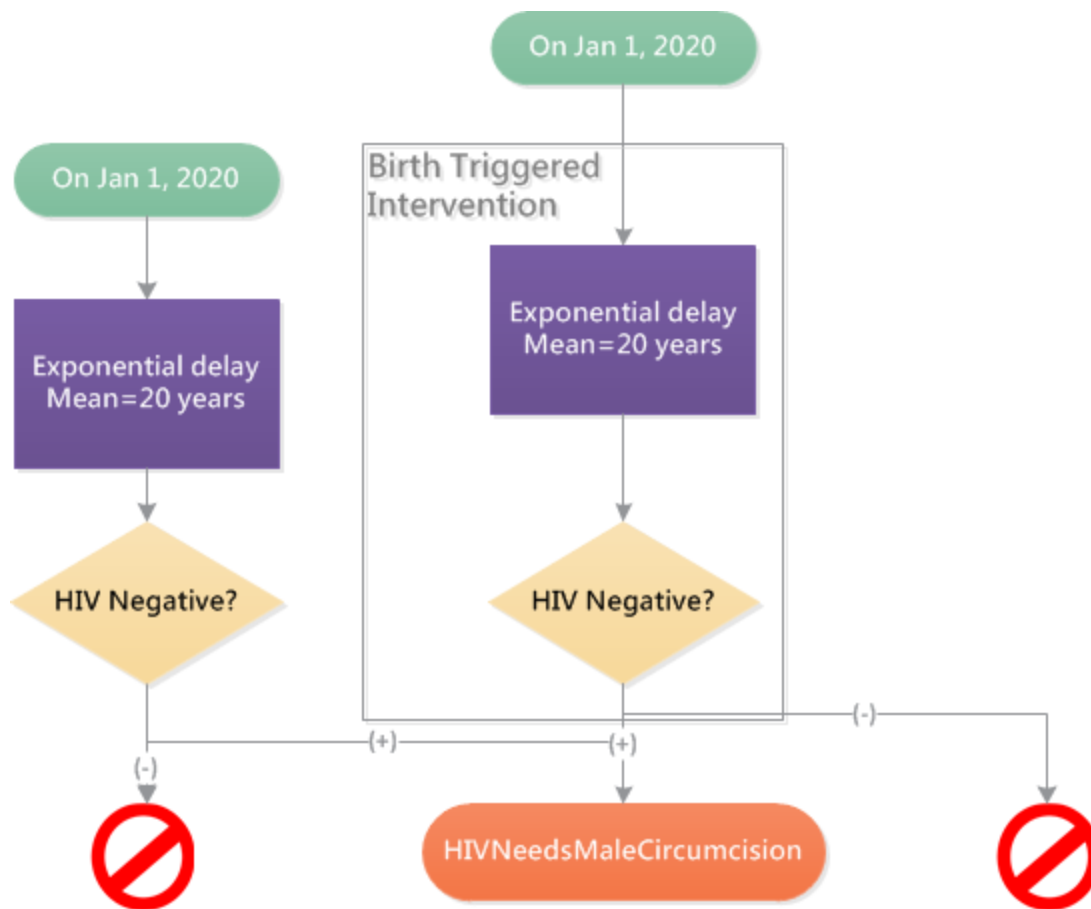 On Jan 1, 2020
On Jan 1, 2020
Birth Triggered
Intervention
Exponential delay
Mean=20 years
Exponential delay
Mean=20 years
HIV Negative?
HIV Negative?
(-)
(+)
(+)
(-)
HIVNeedsMaleCircumcision